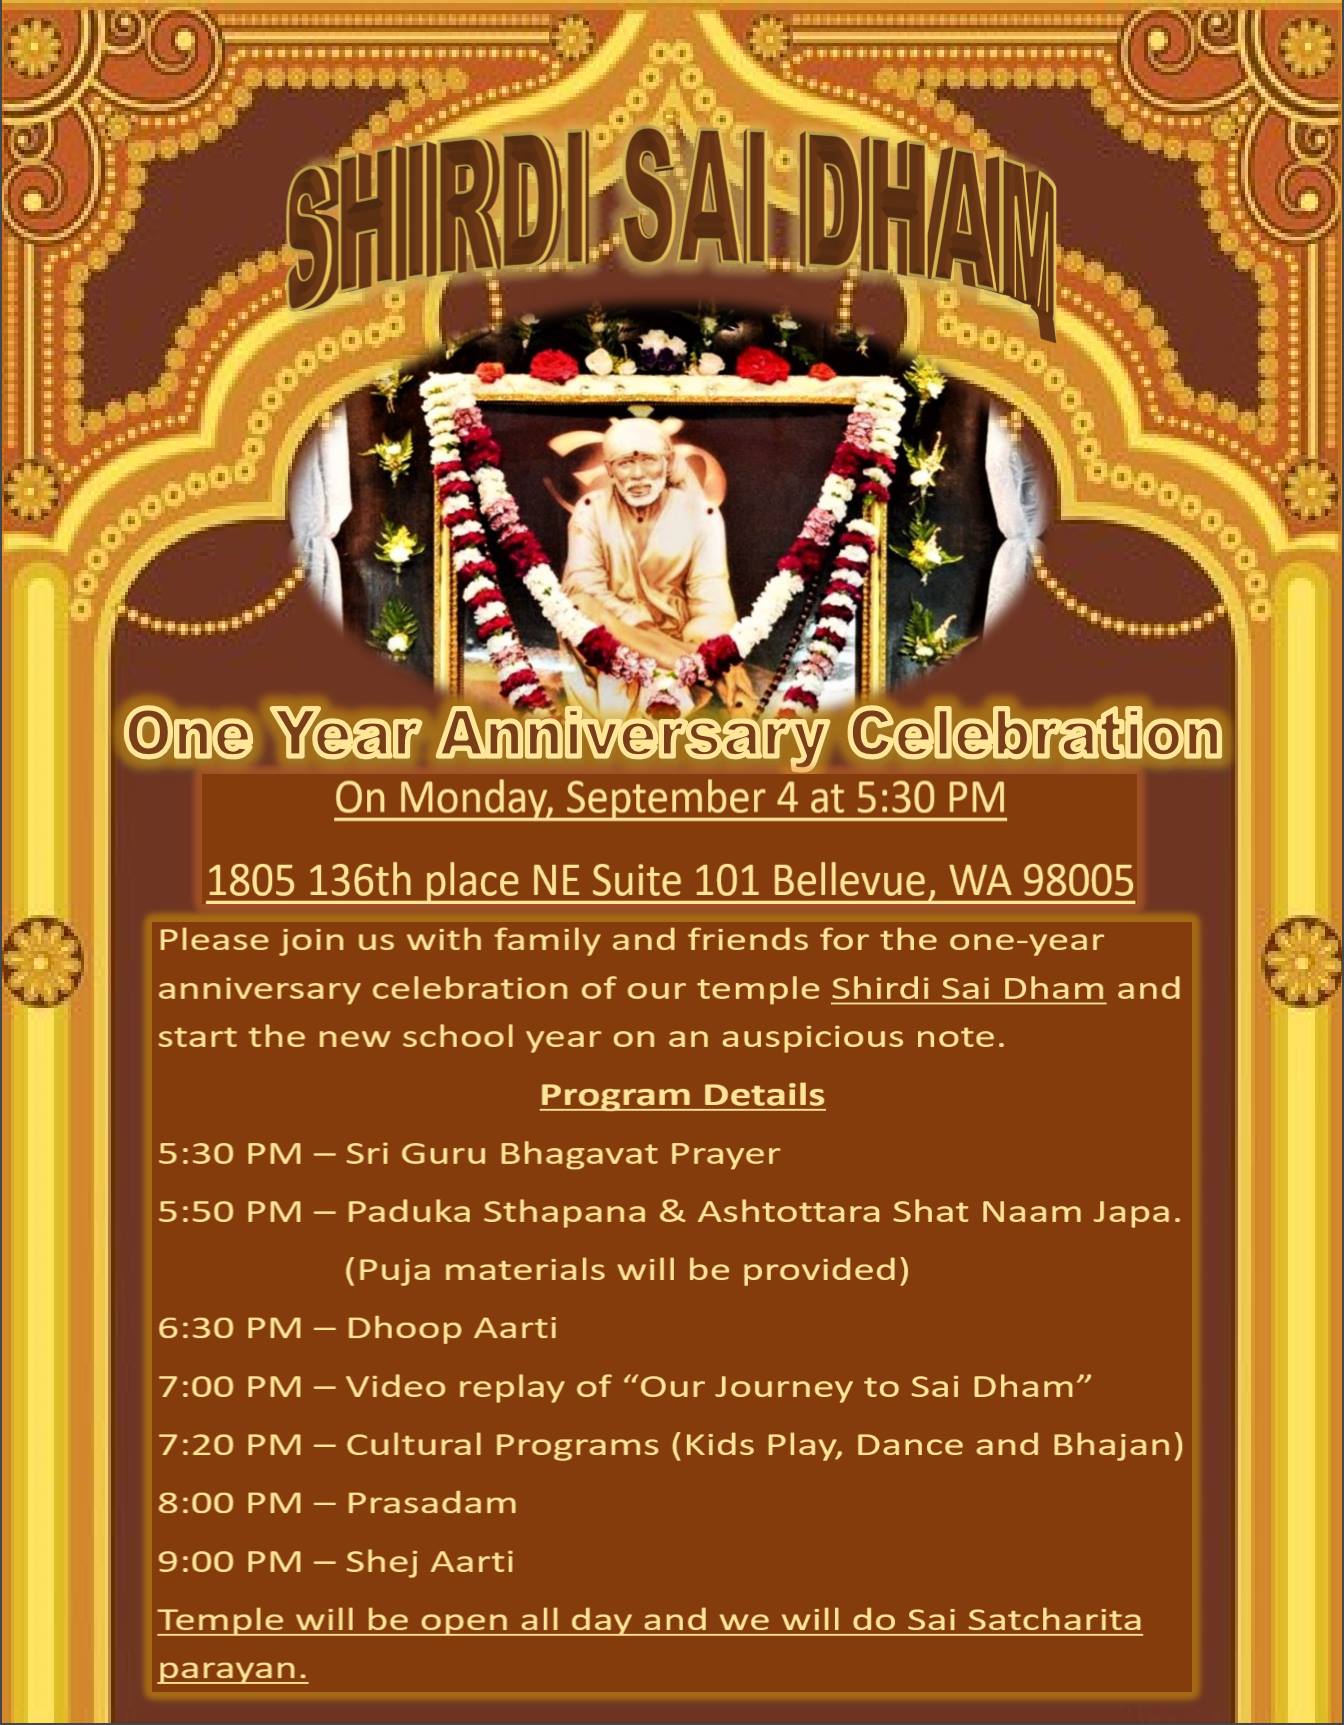 SHIRDI SAI DHAM
One Year Anniversary Celebration
On Monday, September 4 at 5:30 PM
1805 136th place NE Suite 101 Bellevue, WA 98005
Please join us with family and friends for the one-year
anniversary celebration of our temple Shirdi Sai Dham and
start the new school year on an auspicious note.
Program Details
5:30 PM – Sri Guru Bhagavat Prayer
5:50 PM – Paduka Sthapana & Ashtottara Shat Naam Japa.
(Puja materials will be provided)
6:30 PM – Dhoop Aarti
7:00 PM – Video replay of “Our Journey to Sai Dham”
7:20 PM – Cultural Programs (Kids Play, Dance and Bhajan)
8:00 PM – Prasadam
9:00 PM – Shej Aarti
Temple will be open all day and we will do Sai Satcharita
parayan.